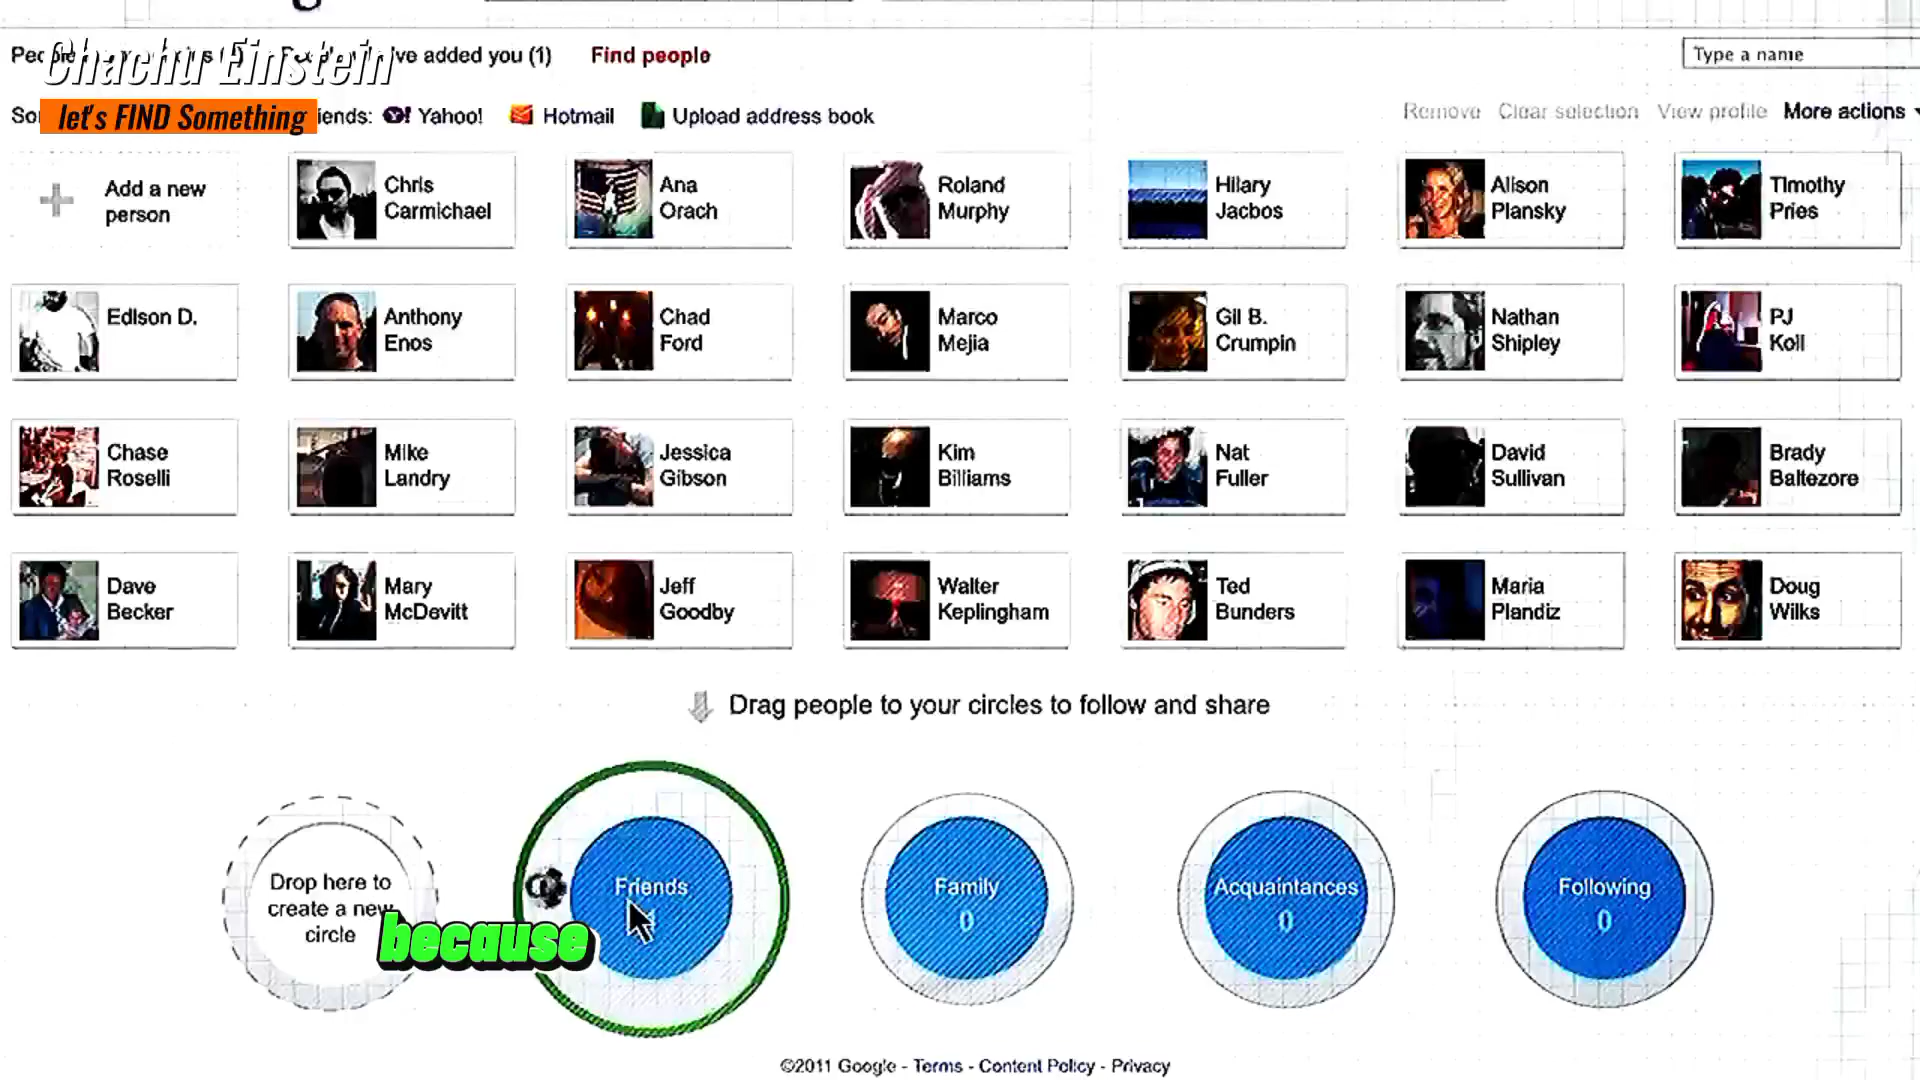 Chachu Einstein
've added you (1) Find people
Type a name
let's FIND Something
iends: Yahoo! Hotmail Upload address book
Remove Clear selection View profile More actions
Add a new person
Chris Carmichael
Ana Orach
Roland Murphy
Hilary Jacbos
Alison Plansky
Timothy Pries
Edison D.
Anthony Enos
Chad Ford
Marco Mejia
Gil B. Crumpin
Nathan Shipley
PJ Koll
Chase Roselli
Mike Landry
Jessica Gibson
Kim Billiams
Nat Fuller
David Sullivan
Brady Baltezore
Dave Becker
Mary McDevitt
Jeff Goodby
Walter Keplingham
Ted Bunders
Maria Plandiz
Doug Wilks
Drag people to your circles to follow and share
Drop here to
create a new
circle
because
Friends
Family
0
Acquaintances
0
Following
0
©2011 Google - Terms - Content Policy - Privacy